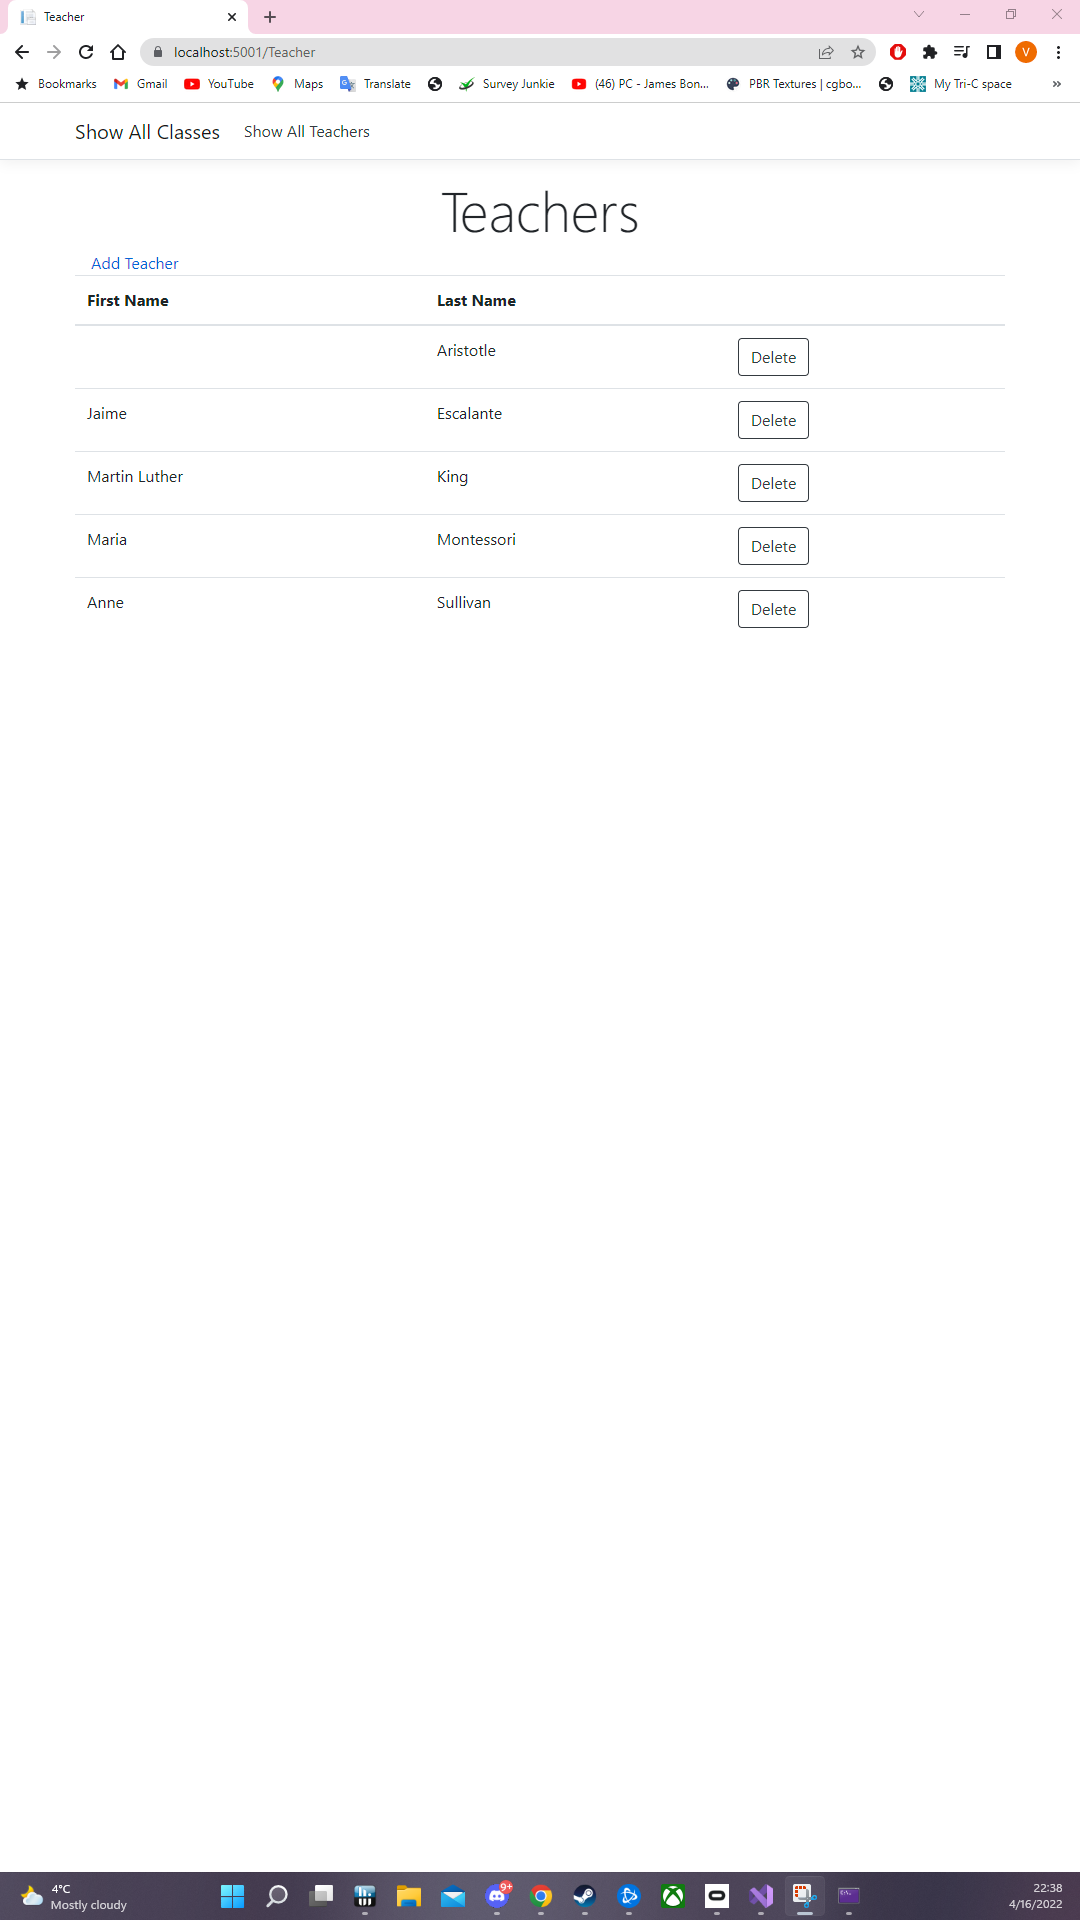 Teacher
localhost:5001/Teacher
V
Bookmarks Gmail YouTube Maps Translate Survey Junkie (46) PC - James Bon... PBR Textures | cgbo... My Tri-C space »
Show All Classes Show All Teachers
Teachers
Add Teacher
First Name Last Name
Aristotle Delete
Jaime Escalante Delete
Martin Luther King Delete
Maria Montessori Delete
Anne Sullivan Delete
4°C
Mostly cloudy
9+
22:38
4/16/2022